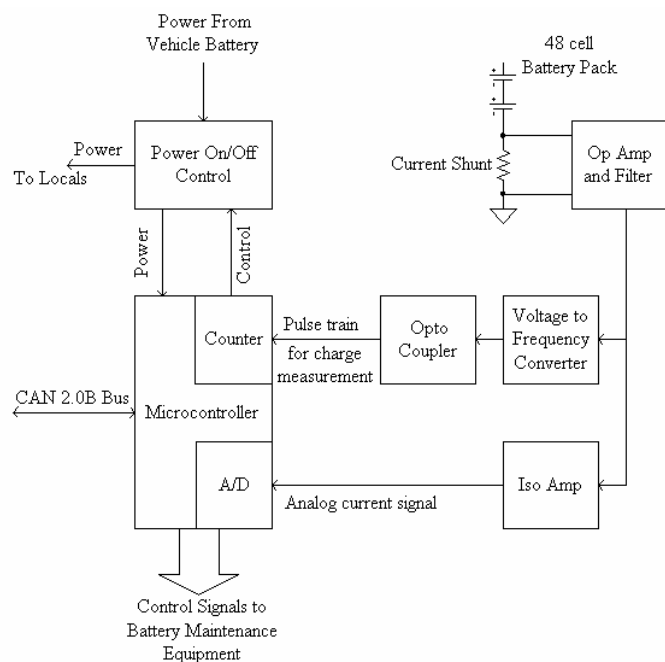 Power From
Vehicle Battery
48 cell
Battery Pack
Power
To Locals
Power On/Off
Control
Current Shunt
Op Amp
and Filter
Power
Control
Counter
Pulse train
for charge
measurement
Opto
Coupler
Voltage to
Frequency
Converter
CAN 2.0B Bus
Microcontroller
A/D
Analog current signal
Iso Amp
Control Signals to
Battery Maintenance
Equipment